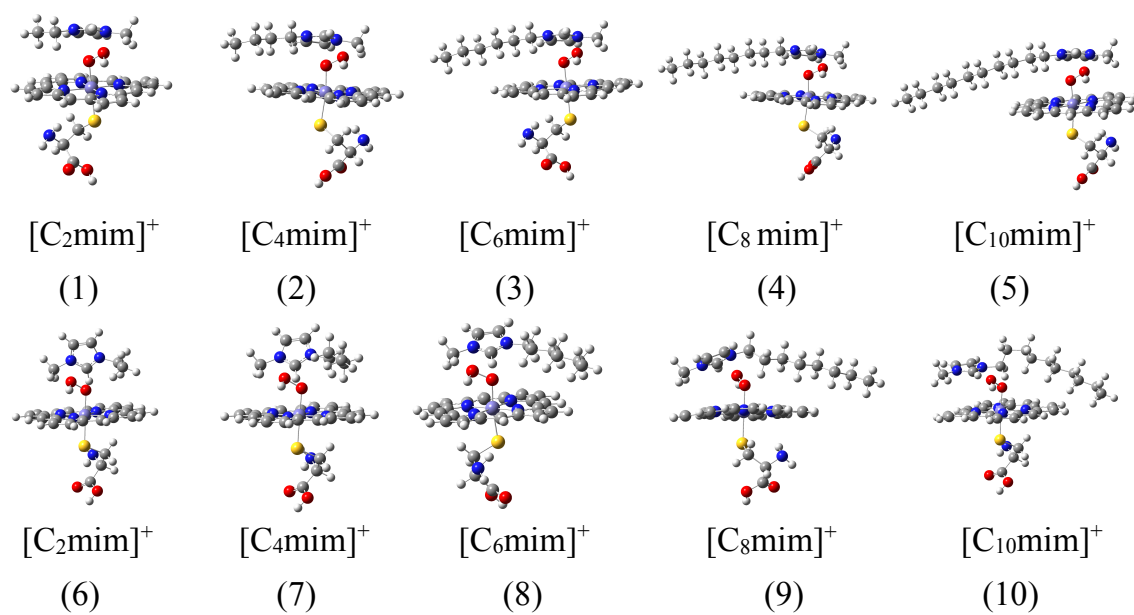 [C₂mim]⁺ [C₄mim]⁺ [C₆mim]⁺ [C₈ mim]⁺ [C₁₀mim]⁺
(1) (2) (3) (4) (5)
[C₂mim]⁺ [C₄mim]⁺ [C₆mim]⁺ [C₈mim]⁺ [C₁₀mim]⁺
(6) (7) (8) (9) (10)